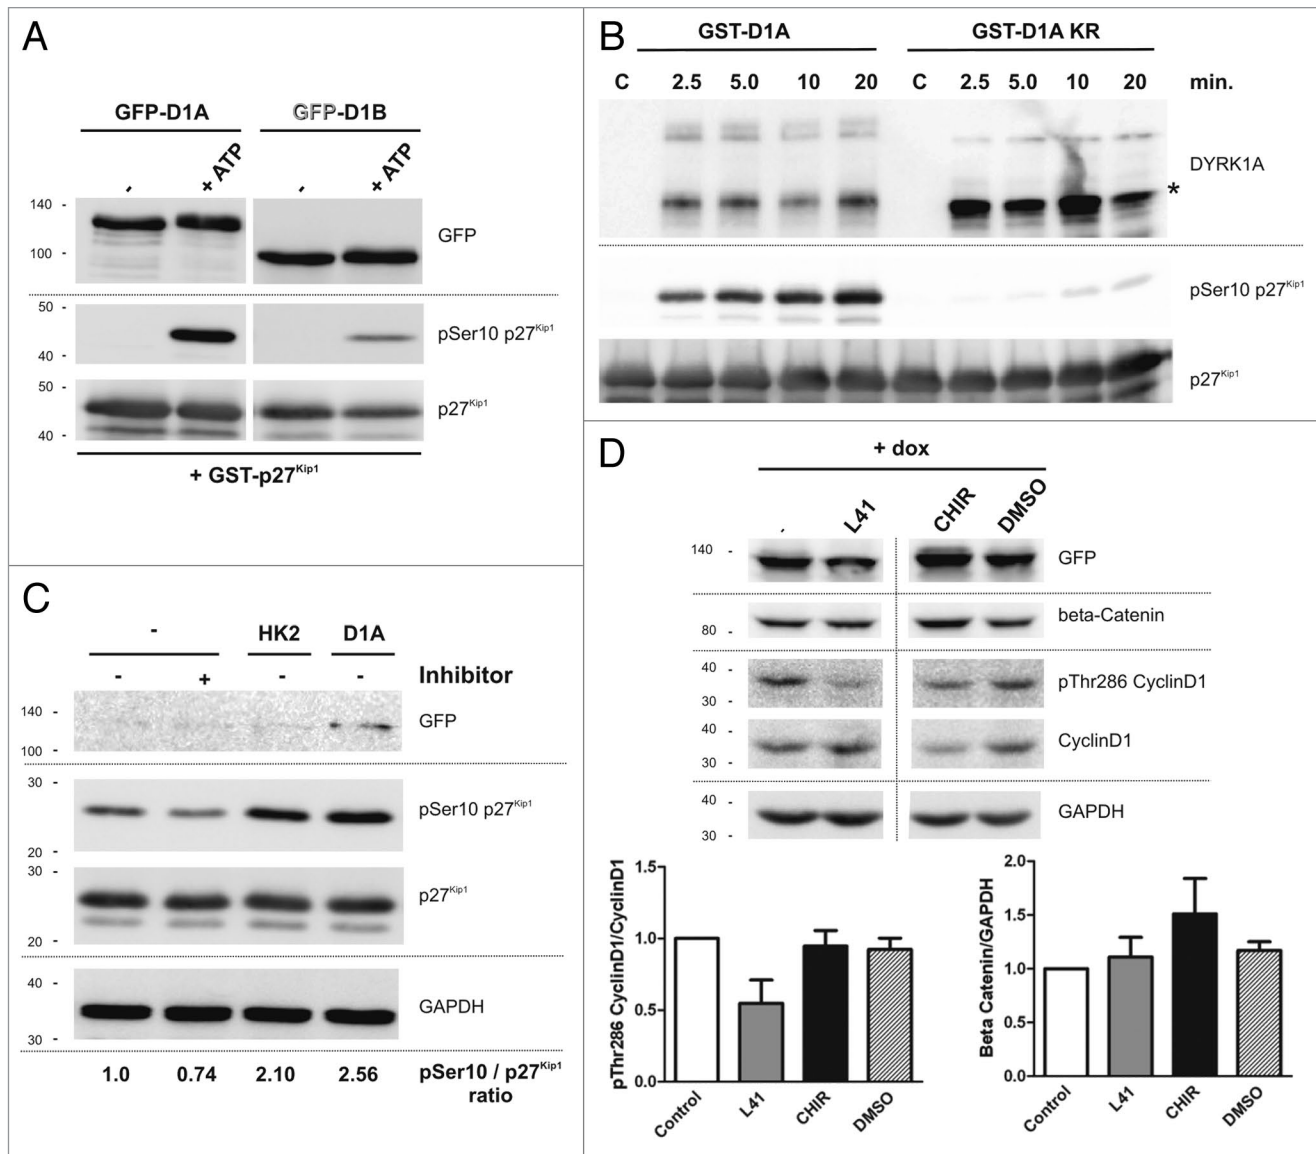 A
GFP-D1A GFP-D1B
- + ATP - + ATP
140 -
100 -
GFP
50 -
40 -
pSer10 p27Kip1
50 -
40 -
p27Kip1
+ GST-p27Kip1
B
GST-D1A GST-D1A KR
C 2.5 5.0 10 20 C 2.5 5.0 10 20 min.
DYRK1A
*
pSer10 p27Kip1
p27Kip1
C
- HK2 D1A
- + - - Inhibitor
140 -
100 -
GFP
30 -
20 -
pSer10 p27Kip1
30 -
20 -
p27Kip1
40 -
30 -
GAPDH
1.0 0.74 2.10 2.56 pSer10 / p27Kip1
ratio
D
+ dox
- L41 CHIR DMSO
140 -
GFP
80 -
beta-Catenin
40 -
30 -
pThr286 CyclinD1
40 -
30 -
CyclinD1
40 -
30 -
GAPDH
pThr286 CyclinD1/CyclinD1
1.5
1.0
0.5
0.0
Control L41 CHIR DMSO
Beta Catenin/GAPDH
2.0
1.5
1.0
0.5
0.0
Control L41 CHIR DMSO